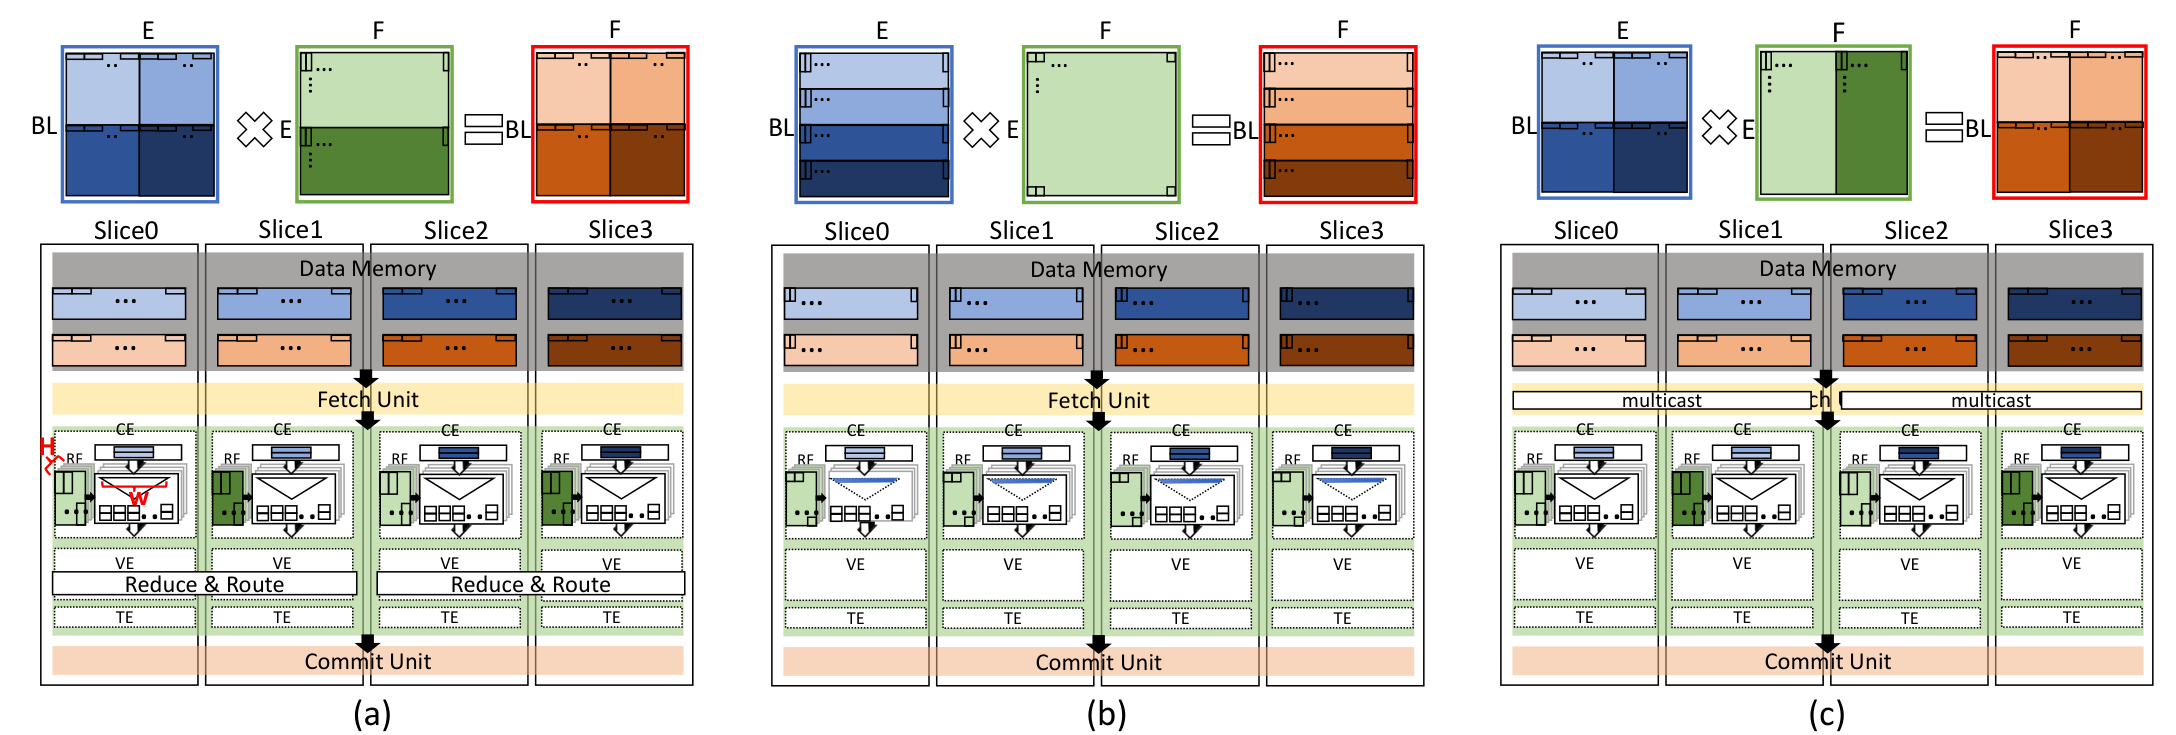 E F F
BL E BL
Slice0 Slice1 Slice2 Slice3
Data Memory
Fetch Unit
H
CE CE CE CE
RF RF RF RF
W
VE VE VE VE
Reduce & Route Reduce & Route
TE TE TE TE
Commit Unit
(a)
E F F
BL E BL
Slice0 Slice1 Slice2 Slice3
Data Memory
Fetch Unit
CE CE CE CE
RF RF RF RF
VE VE VE VE
TE TE TE TE
Commit Unit
(b)
E F F
BL E BL
Slice0 Slice1 Slice2 Slice3
Data Memory
multicast ch multicast
CE CE CE CE
RF RF RF RF
VE VE VE VE
TE TE TE TE
Commit Unit
(c)